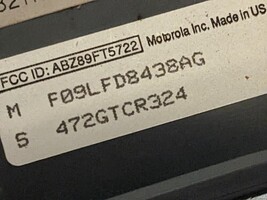 FCC ID: ABZ89FT5722 Motorola Inc. Made in US
M F09LFD8438AG
S 472GTCR324